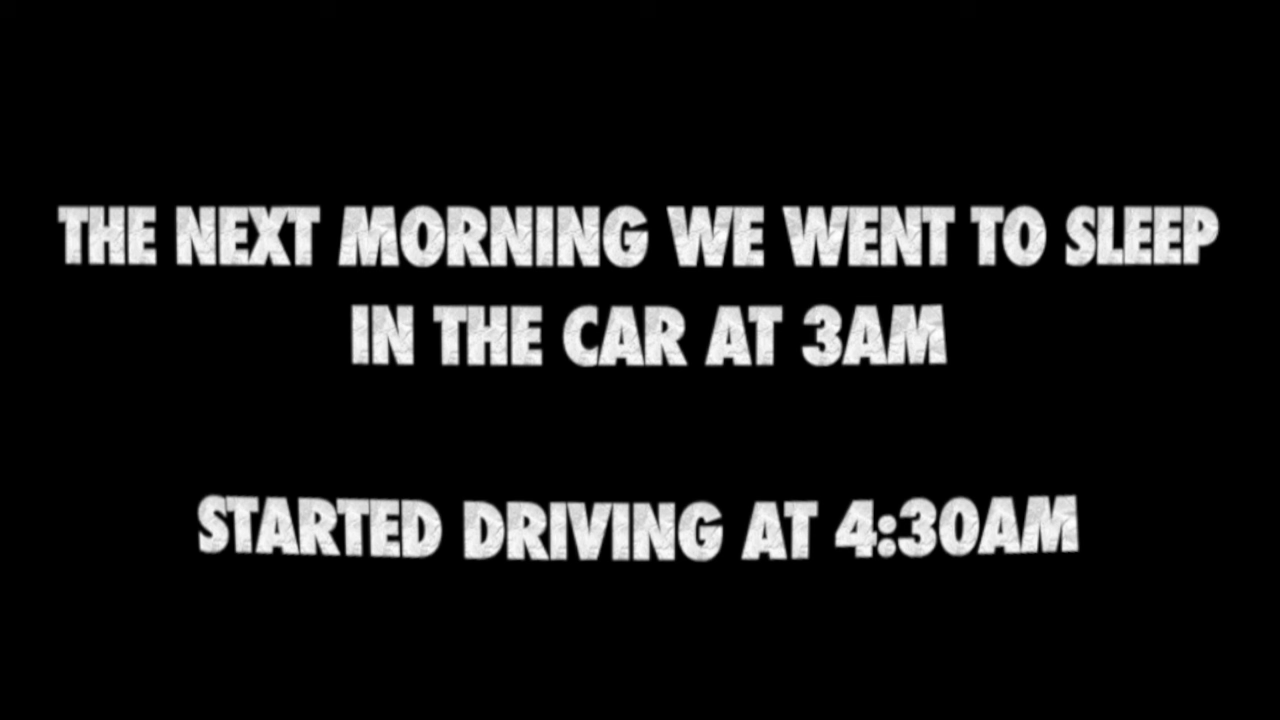 THE NEXT MORNING WE WENT TO SLEEP
IN THE CAR AT 3AM
STARTED DRIVING AT 4:30AM